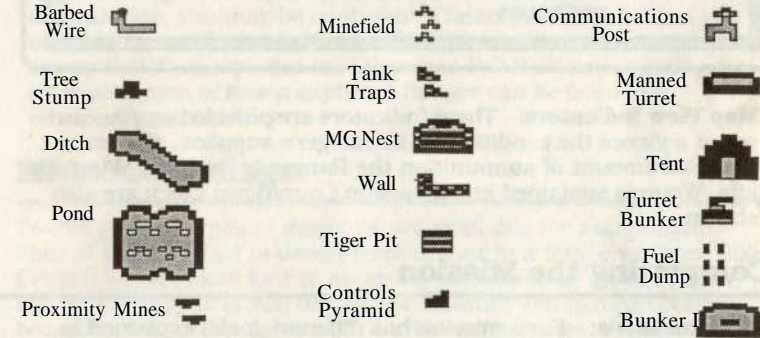 Barbed
Wire
Tree
Stump
Ditch
Pond
Proximity Mines
Minefield
Tank
Traps
MG Nest
Wall
Tiger Pit
Controls
Pyramid
Communications
Post
Manned
Turret
Tent
Turret
Bunker
Fuel
Dump
Bunker I